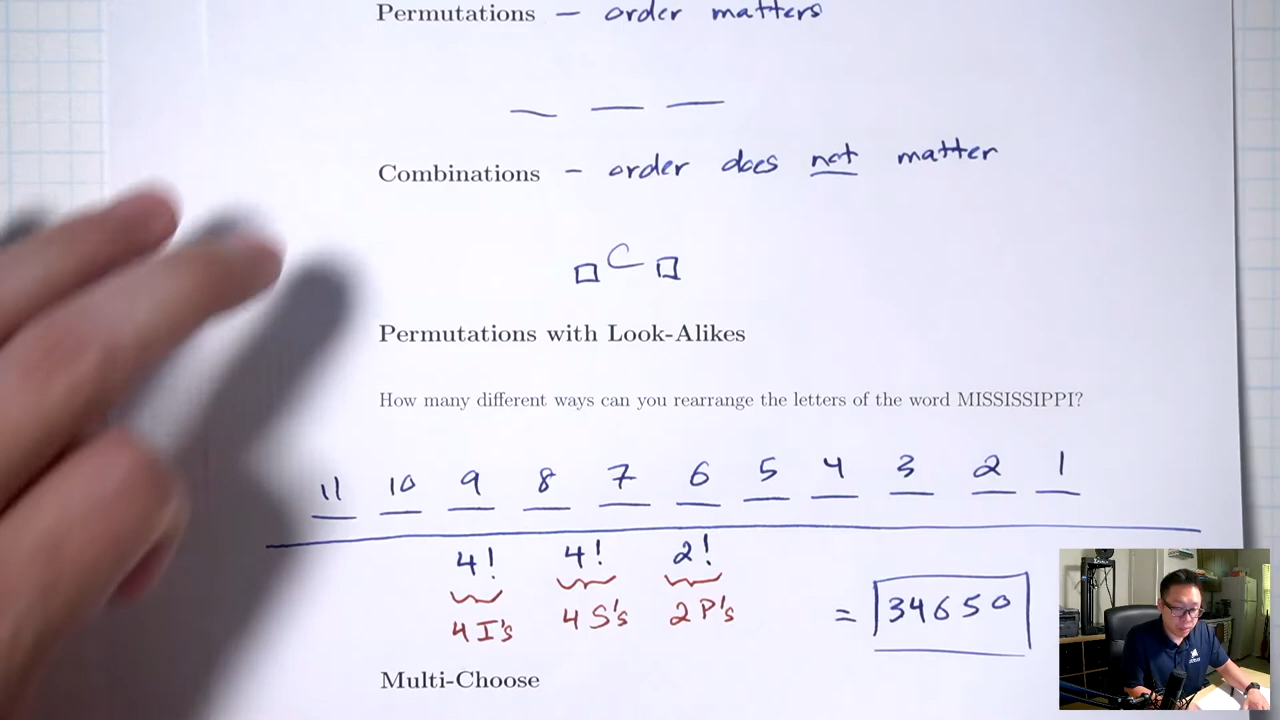 Permutations — order matters
Combinations — order does not matter
□ C □
Permutations with Look-Alikes
How many different ways can you rearrange the letters of the word MISSISSIPPI?
11 10 9 8 7 6 5 4 3 2 1
4! 4! 2!
4 I's 4 S's 2 P's
= 34650
Multi-Choose